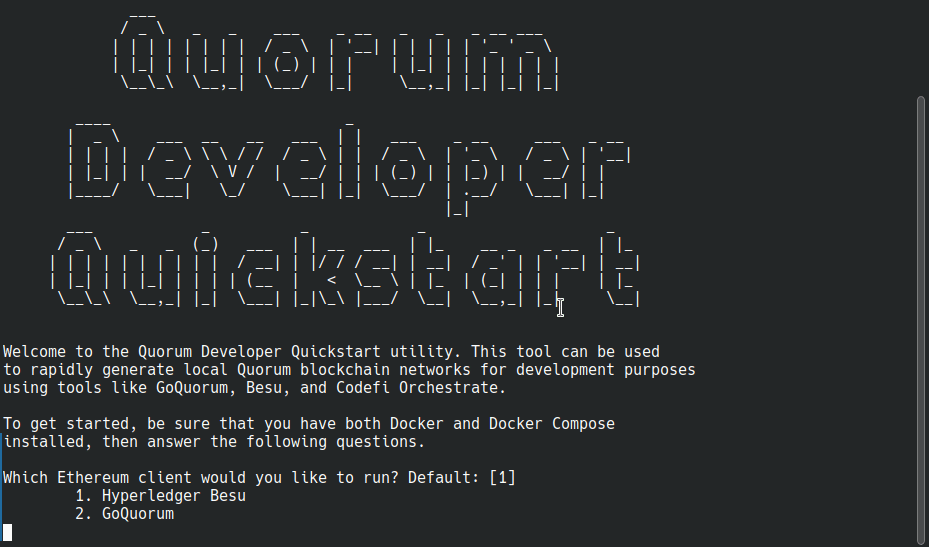 Quorum
Developer
Quickstart
Welcome to the Quorum Developer Quickstart utility. This tool can be used
to rapidly generate local Quorum blockchain networks for development purposes
using tools like GoQuorum, Besu, and Codefi Orchestrate.
To get started, be sure that you have both Docker and Docker Compose
installed, then answer the following questions.
Which Ethereum client would you like to run? Default: [1]
1. Hyperledger Besu
2. GoQuorum